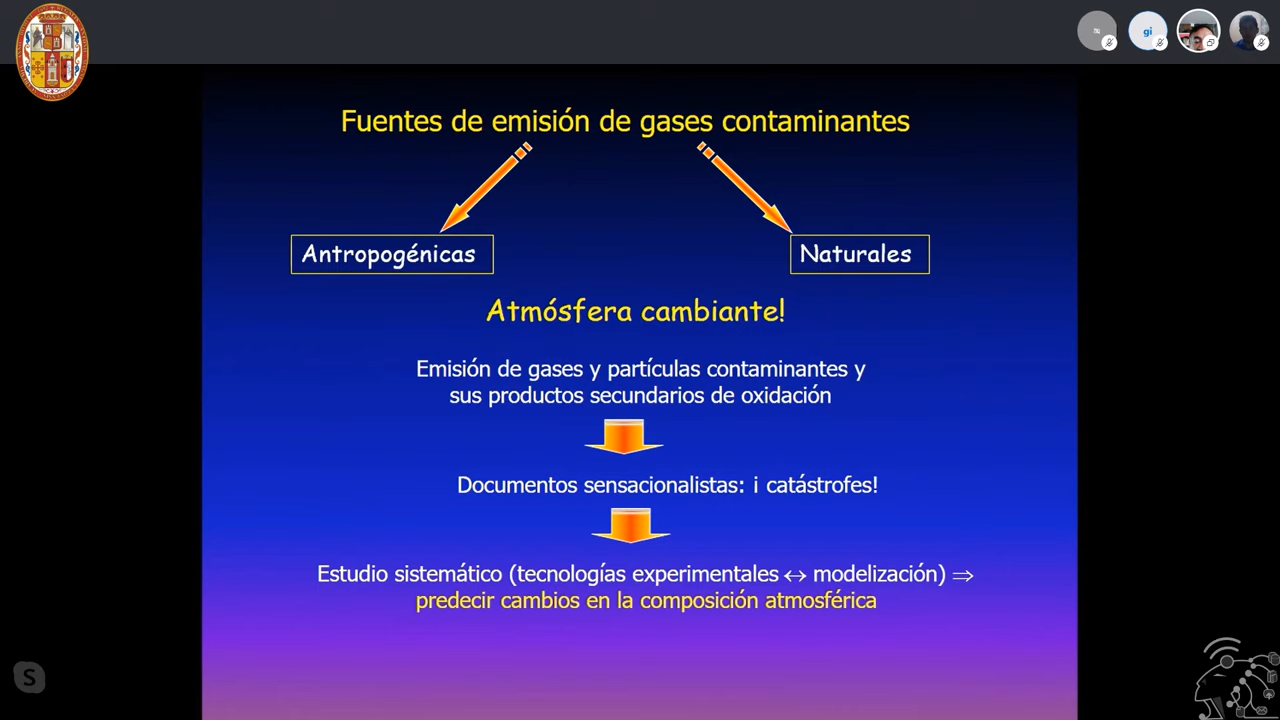 gi
Fuentes de emisión de gases contaminantes
Antropogénicas
Naturales
Atmósfera cambiante!
Emisión de gases y partículas contaminantes y
sus productos secundarios de oxidación
Documentos sensacionalistas: ¡ catástrofes!
Estudio sistemático (tecnologías experimentales ↔ modelización) ⇒
predecir cambios en la composición atmosférica
S